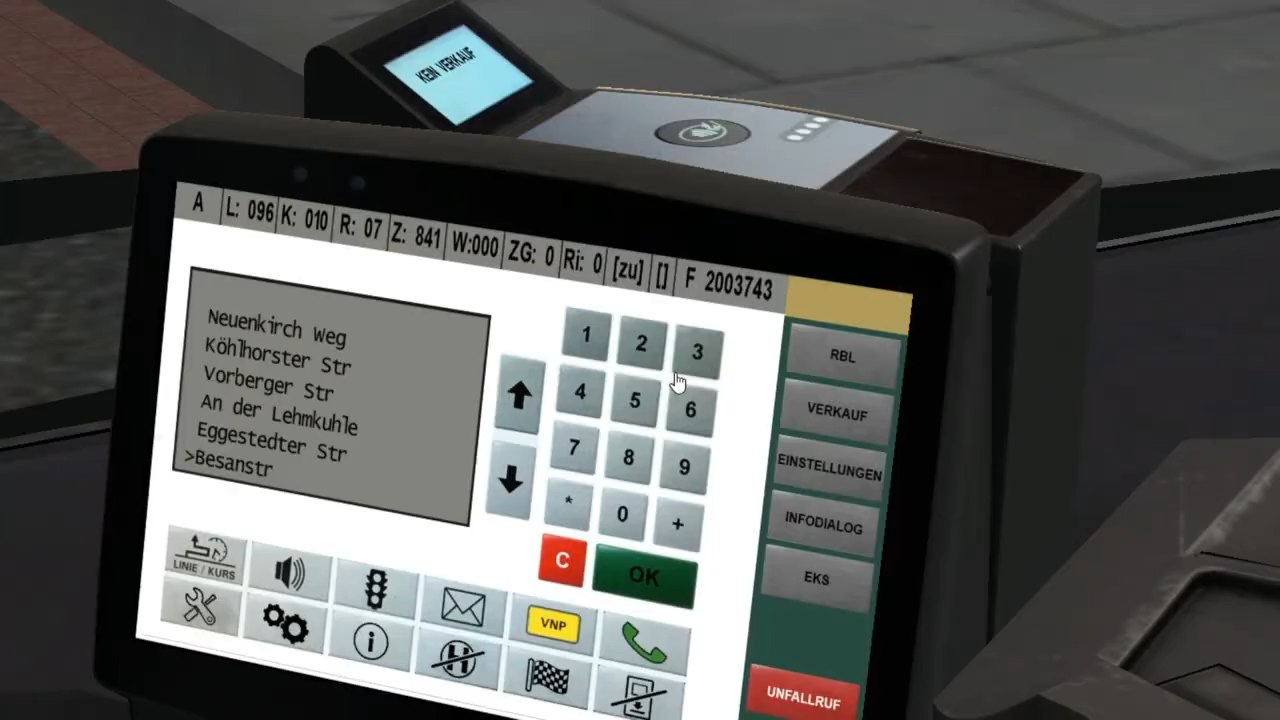 KEIN VERKAUF
A L: 096 K: 010 R: 07 Z: 841 W:000 ZG: 0 Ri: 0 [zu] [] F 2003743
Neuenkirch Weg
Köhlhorster Str
Vorberger Str
An der Lehmkuhle
Eggestedter Str
>Besanstr
1 2 3
4 5 6
7 8 9
* 0 +
C OK
RBL
VERKAUF
EINSTELLUNGEN
INFODIALOG
EKS
UNFALLRUF
LINIE / KURS
VNP
i
H